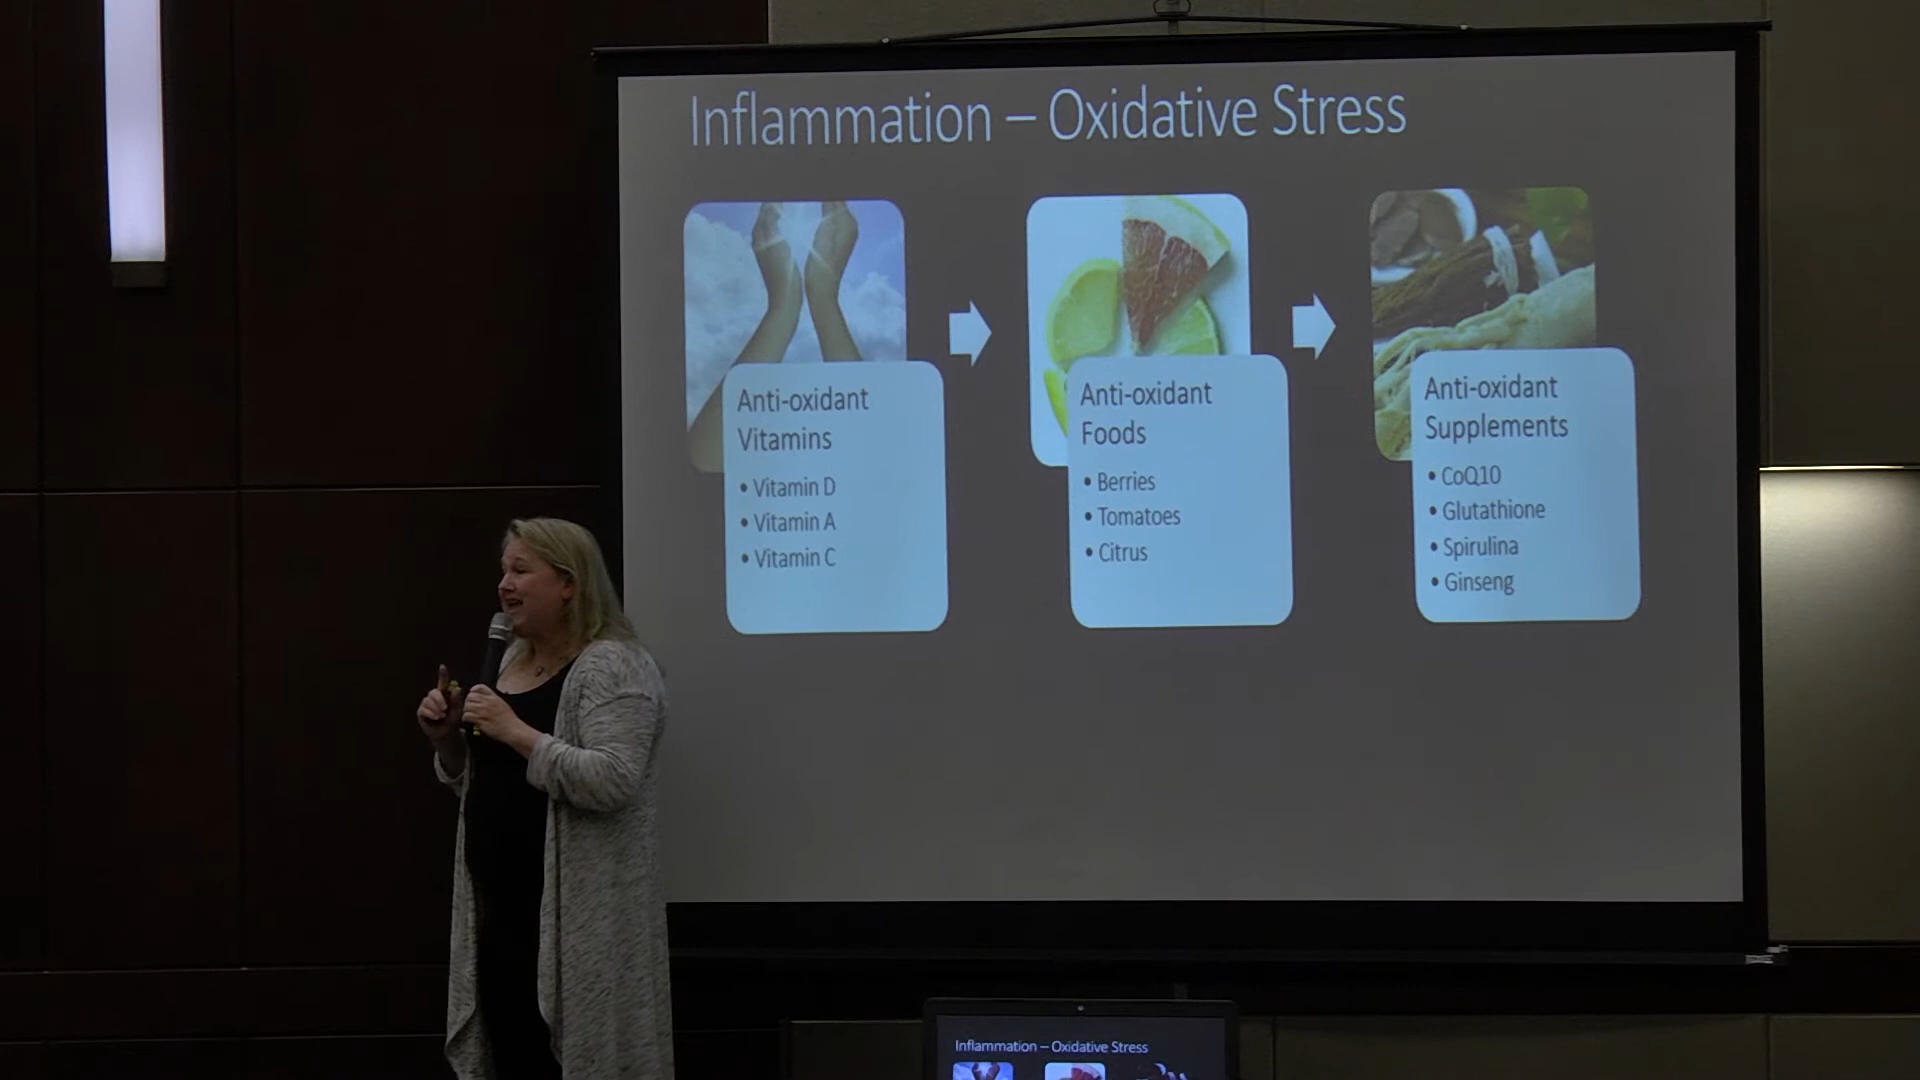 Inflammation – Oxidative Stress
Anti-oxidant
Vitamins
• Vitamin D
• Vitamin A
• Vitamin C
Anti-oxidant
Foods
• Berries
• Tomatoes
• Citrus
Anti-oxidant
Supplements
• CoQ10
• Glutathione
• Spirulina
• Ginseng
Inflammation – Oxidative Stress